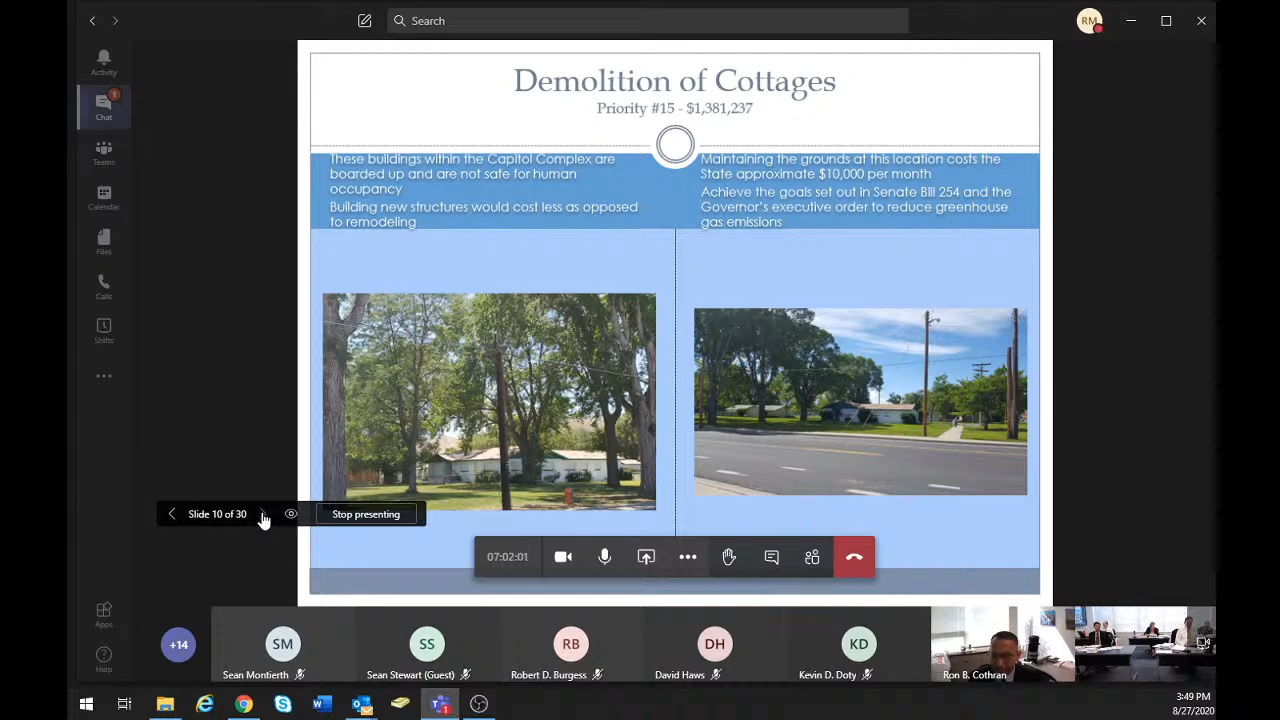 Search
RM
Activity
1
Chat
Teams
Calendar
Files
Calls
Shifts
Apps
Help
Demolition of Cottages
Priority #15 - $1,381,237
These buildings within the Capitol Complex are
boarded up and are not safe for human
occupancy
Building new structures would cost less as opposed
to remodeling
Maintaining the grounds at this location costs the
State approximate $10,000 per month
Achieve the goals set out in Senate Bill 254 and the
Governor's executive order to reduce greenhouse
gas emissions
Slide 10 of 30
Stop presenting
07:02:01
+14
SM
Sean Montierth
SS
Sean Stewart (Guest)
RB
Robert D. Burgess
DH
David Haws
KD
Kevin D. Doty
Ron B. Cothran
3:49 PM
8/27/2020